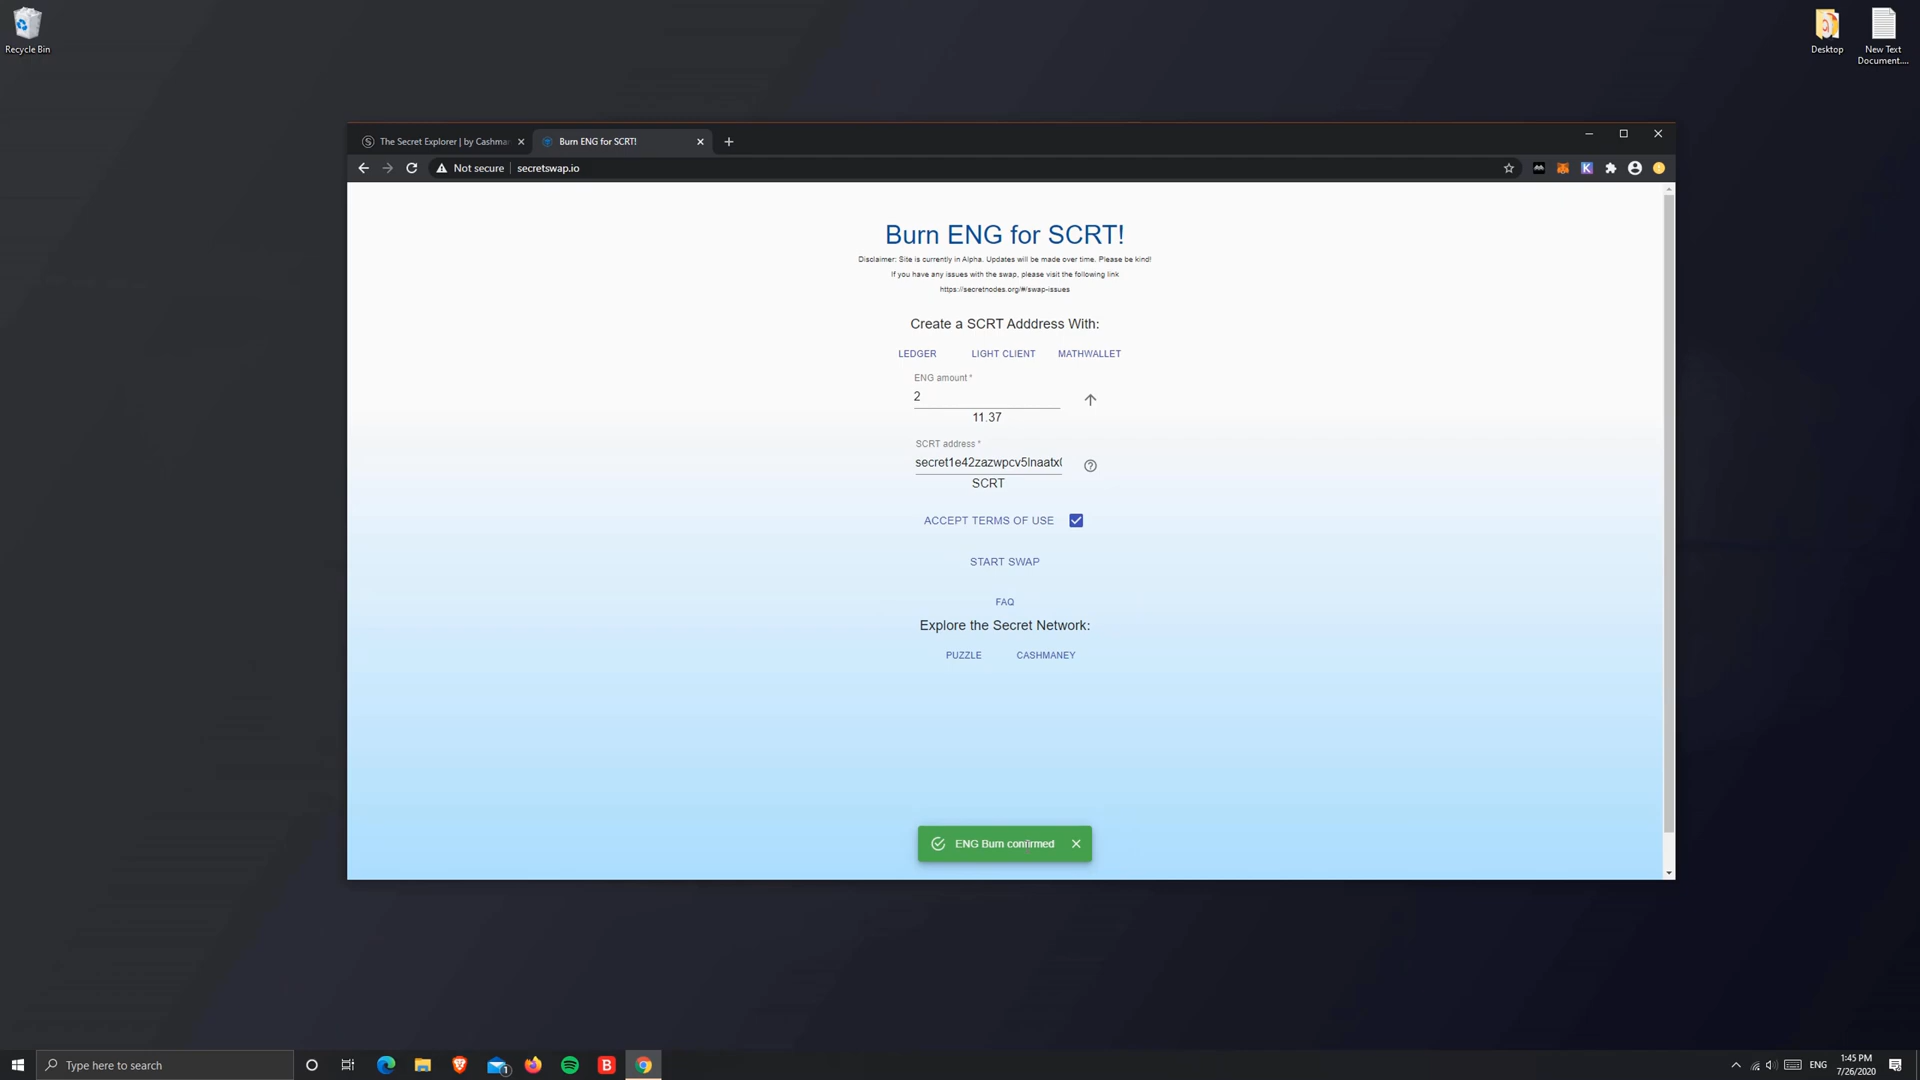 Recycle Bin
Desktop
New Text
Document....
The Secret Explorer | by Cashma
Burn ENG for SCRT!
Not secure
secretswap.io
Burn ENG for SCRT!
Disclaimer: Site is currently in Alpha. Updates will be made over time. Please be kind!
If you have any issues with the swap, please visit the following link
https://secretnodes.org/#/swap-issues
Create a SCRT Adddress With:
LEDGER LIGHT CLIENT MATHWALLET
ENG amount *
2
11.37
SCRT address *
secret1e42zazwpcv5lnaatx
SCRT
ACCEPT TERMS OF USE
START SWAP
FAQ
Explore the Secret Network:
PUZZLE CASHMANEY
ENG Burn confirmed
Type here to search
1
B
ENG
1:45 PM
7/26/2020